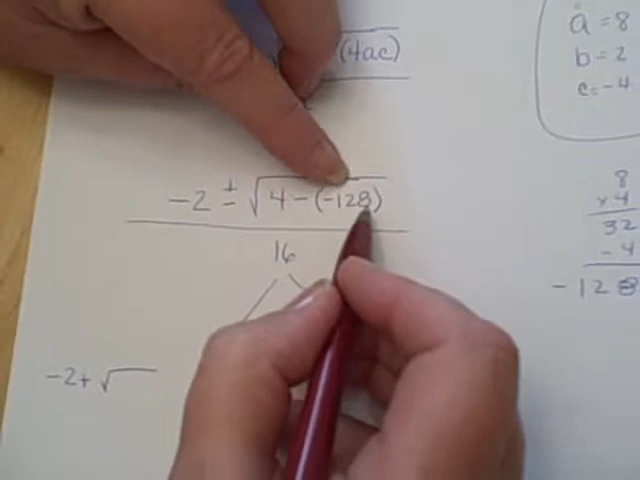 (4ac)
a = 8
b = 2
c = -4
-2 ± √4 - (-128)
16
8
x 4
32
- 4
- 128
-2 + √